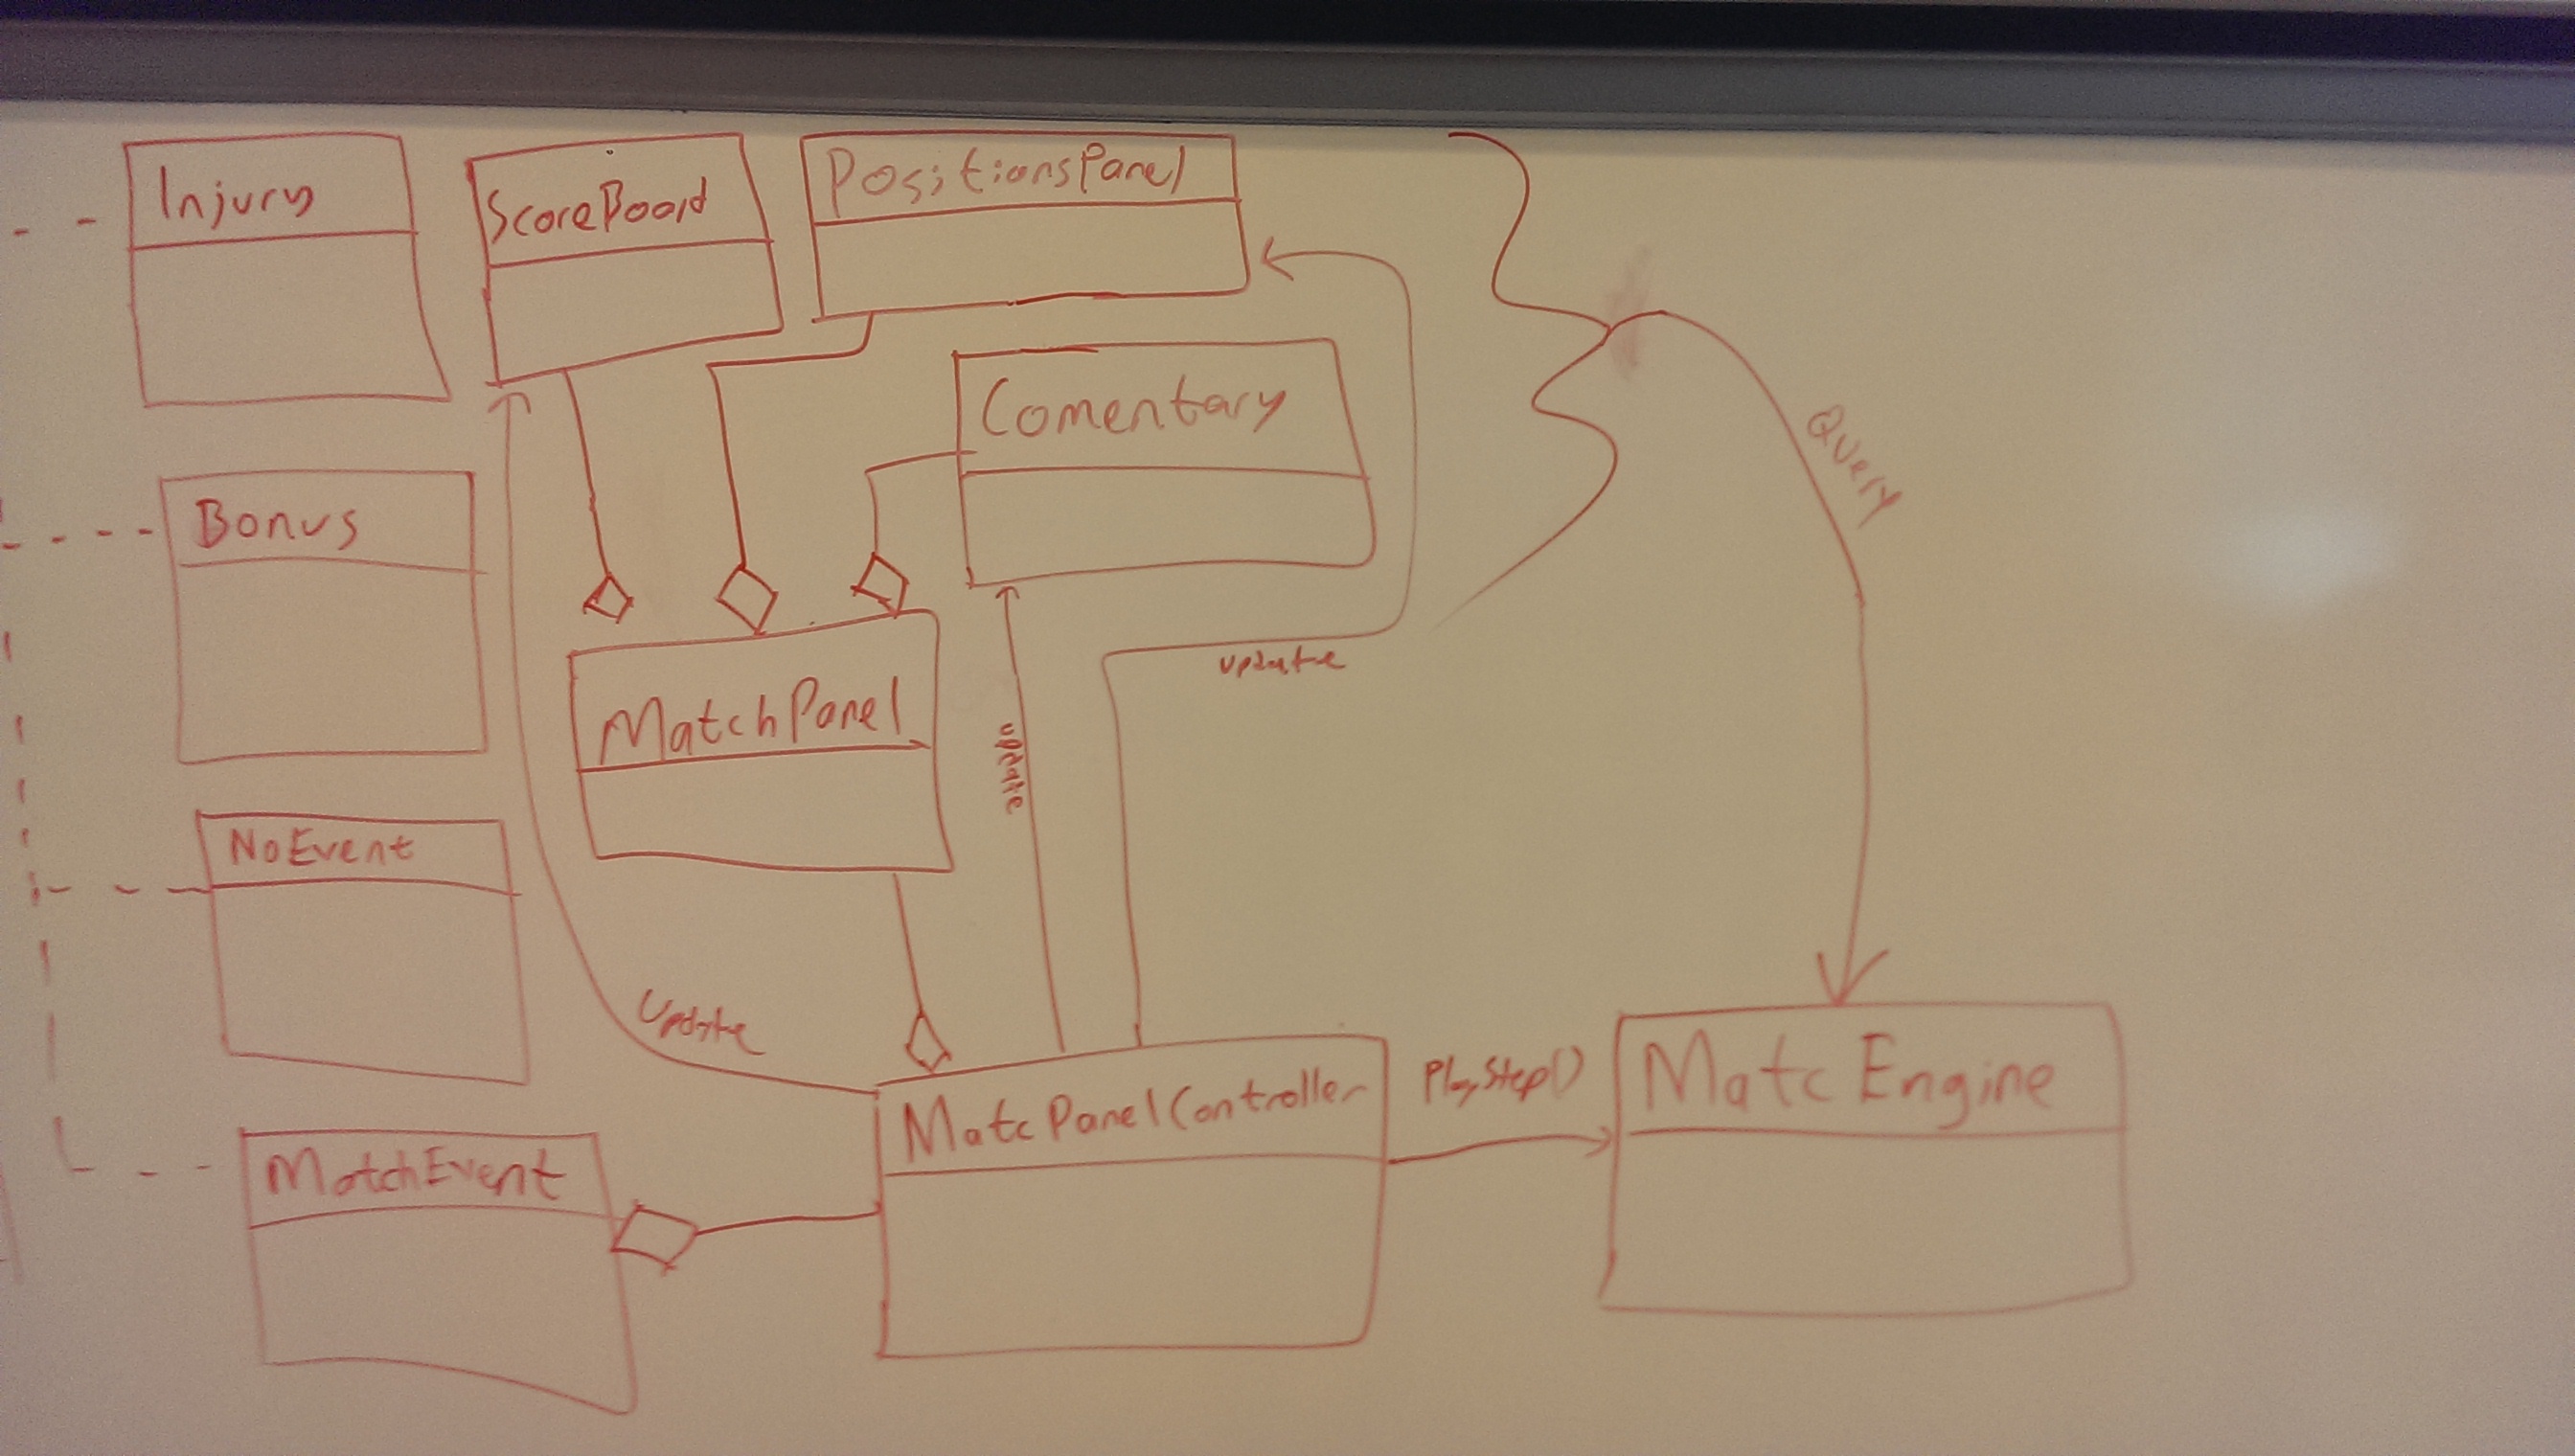 Injury
ScoreBoard
PositionsPanel
Comentary
Query
Bonus
update
MatchPanel
update
NoEvent
Update
MatcPanelController
PlayStep()
MatcEngine
MatchEvent